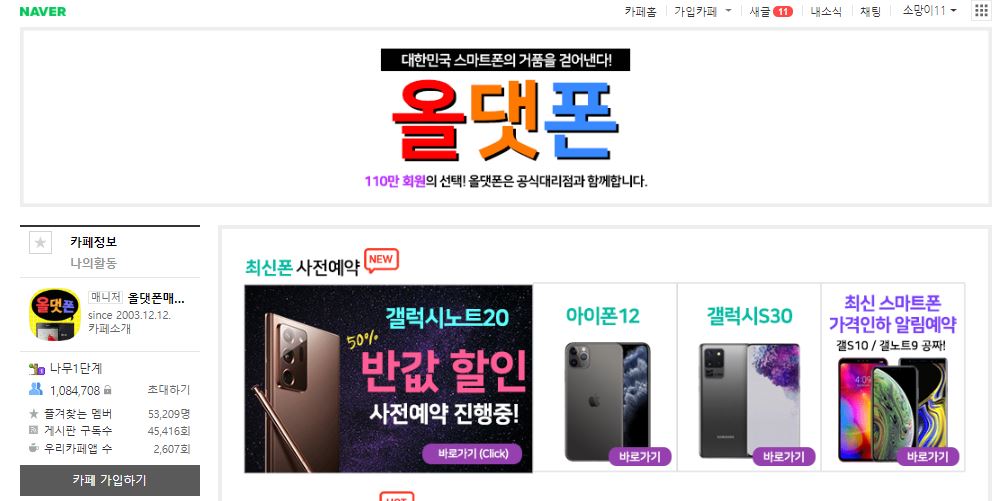 NAVER
카페홈
가입카페
새글 11
내소식
채팅
소망이11
대한민국 스마트폰의 거품을 걷어낸다!
올댓폰
110만 회원의 선택! 올댓폰은 공식대리점과 함께합니다.
카페정보
나의활동
올댓폰
매니저 올댓폰매...
since 2003.12.12.
카페소개
나무1단계
1,084,708
초대하기
즐겨찾는 멤버 53,209명
게시판 구독수 45,416회
우리카페앱 수 2,607회
카페 가입하기
최신폰 사전예약 NEW
갤럭시노트20
50%
반값 할인
사전예약 진행중!
바로가기 (Click)
아이폰12
바로가기
갤럭시S30
SAMSUNG
바로가기
최신 스마트폰
가격인하 알림예약
갤S10 / 갤노트9 공짜!
바로가기
HOT